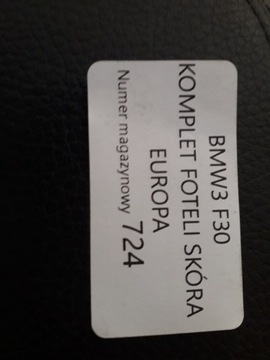 BMW3 F30
KOMPLET FOTELI SKÓRA
EUROPA
Numer magazynowy 724